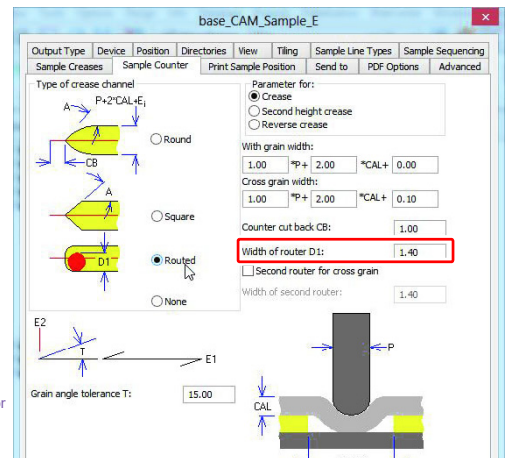 base_CAM_Sample_E
Output Type Device Position Directories View Tiling Sample Line Types Sample Sequencing
Sample Creases Sample Counter Print Sample Position Send to PDF Options Advanced
Type of crease channel
A P+2*CAL+E¡
CB
Round
A
Square
D1
Routed
None
Parameter for:
Crease
Second height crease
Reverse crease
With grain width:
1.00 *P+ 2.00 *CAL+ 0.00
Cross grain width:
1.00 *P+ 2.00 *CAL+ 0.10
Counter cut back CB: 1.00
Width of router D1: 1.40
Second router for cross grain
Width of second router: 1.40
E2
T
E1
Grain angle tolerance T: 15.00
or
P
CAL